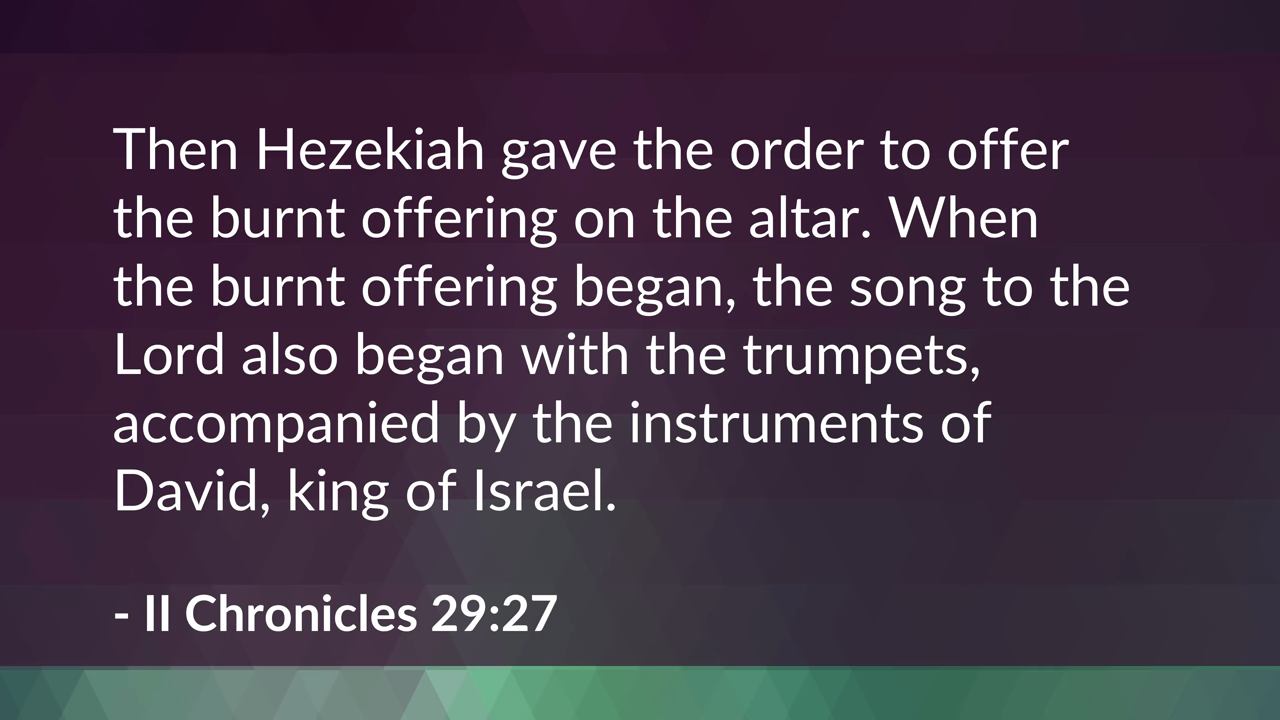 Then Hezekiah gave the order to offer
the burnt offering on the altar. When
the burnt offering began, the song to the
Lord also began with the trumpets,
accompanied by the instruments of
David, king of Israel.
- II Chronicles 29:27